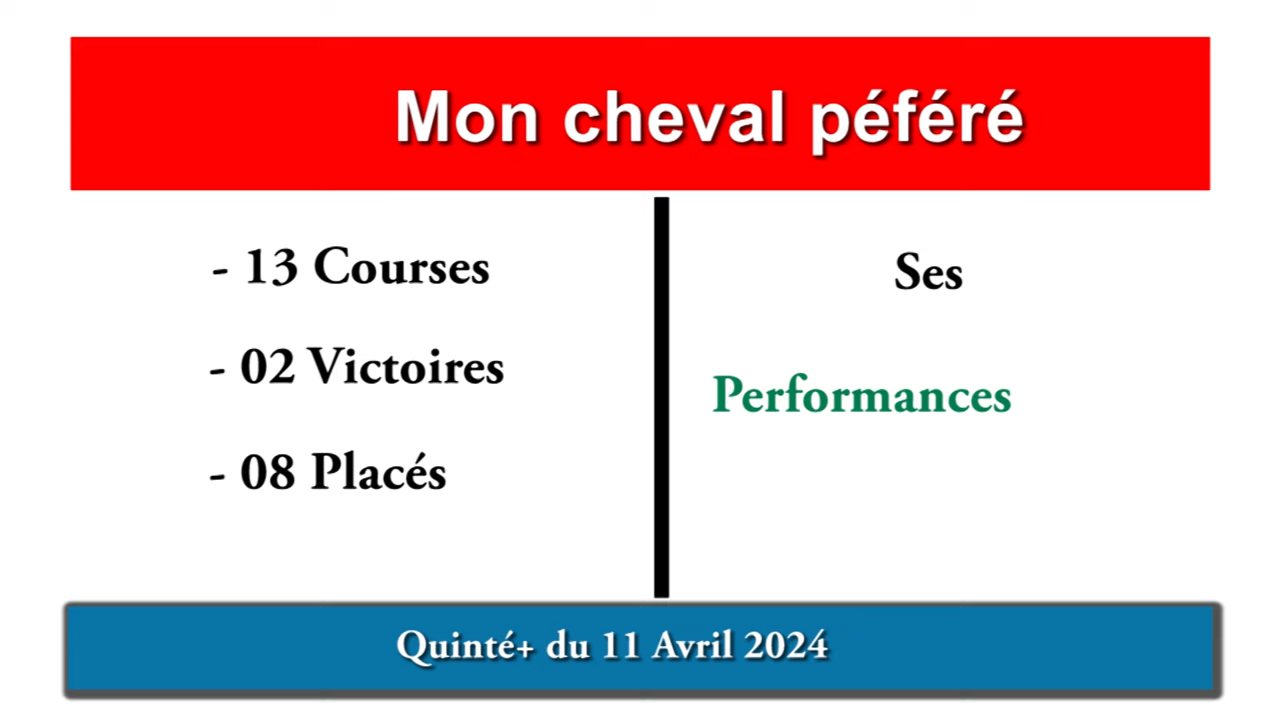 Mon cheval péféré
- 13 Courses
- 02 Victoires
- 08 Placés
Ses
Performances
Quinté+ du 11 Avril 2024